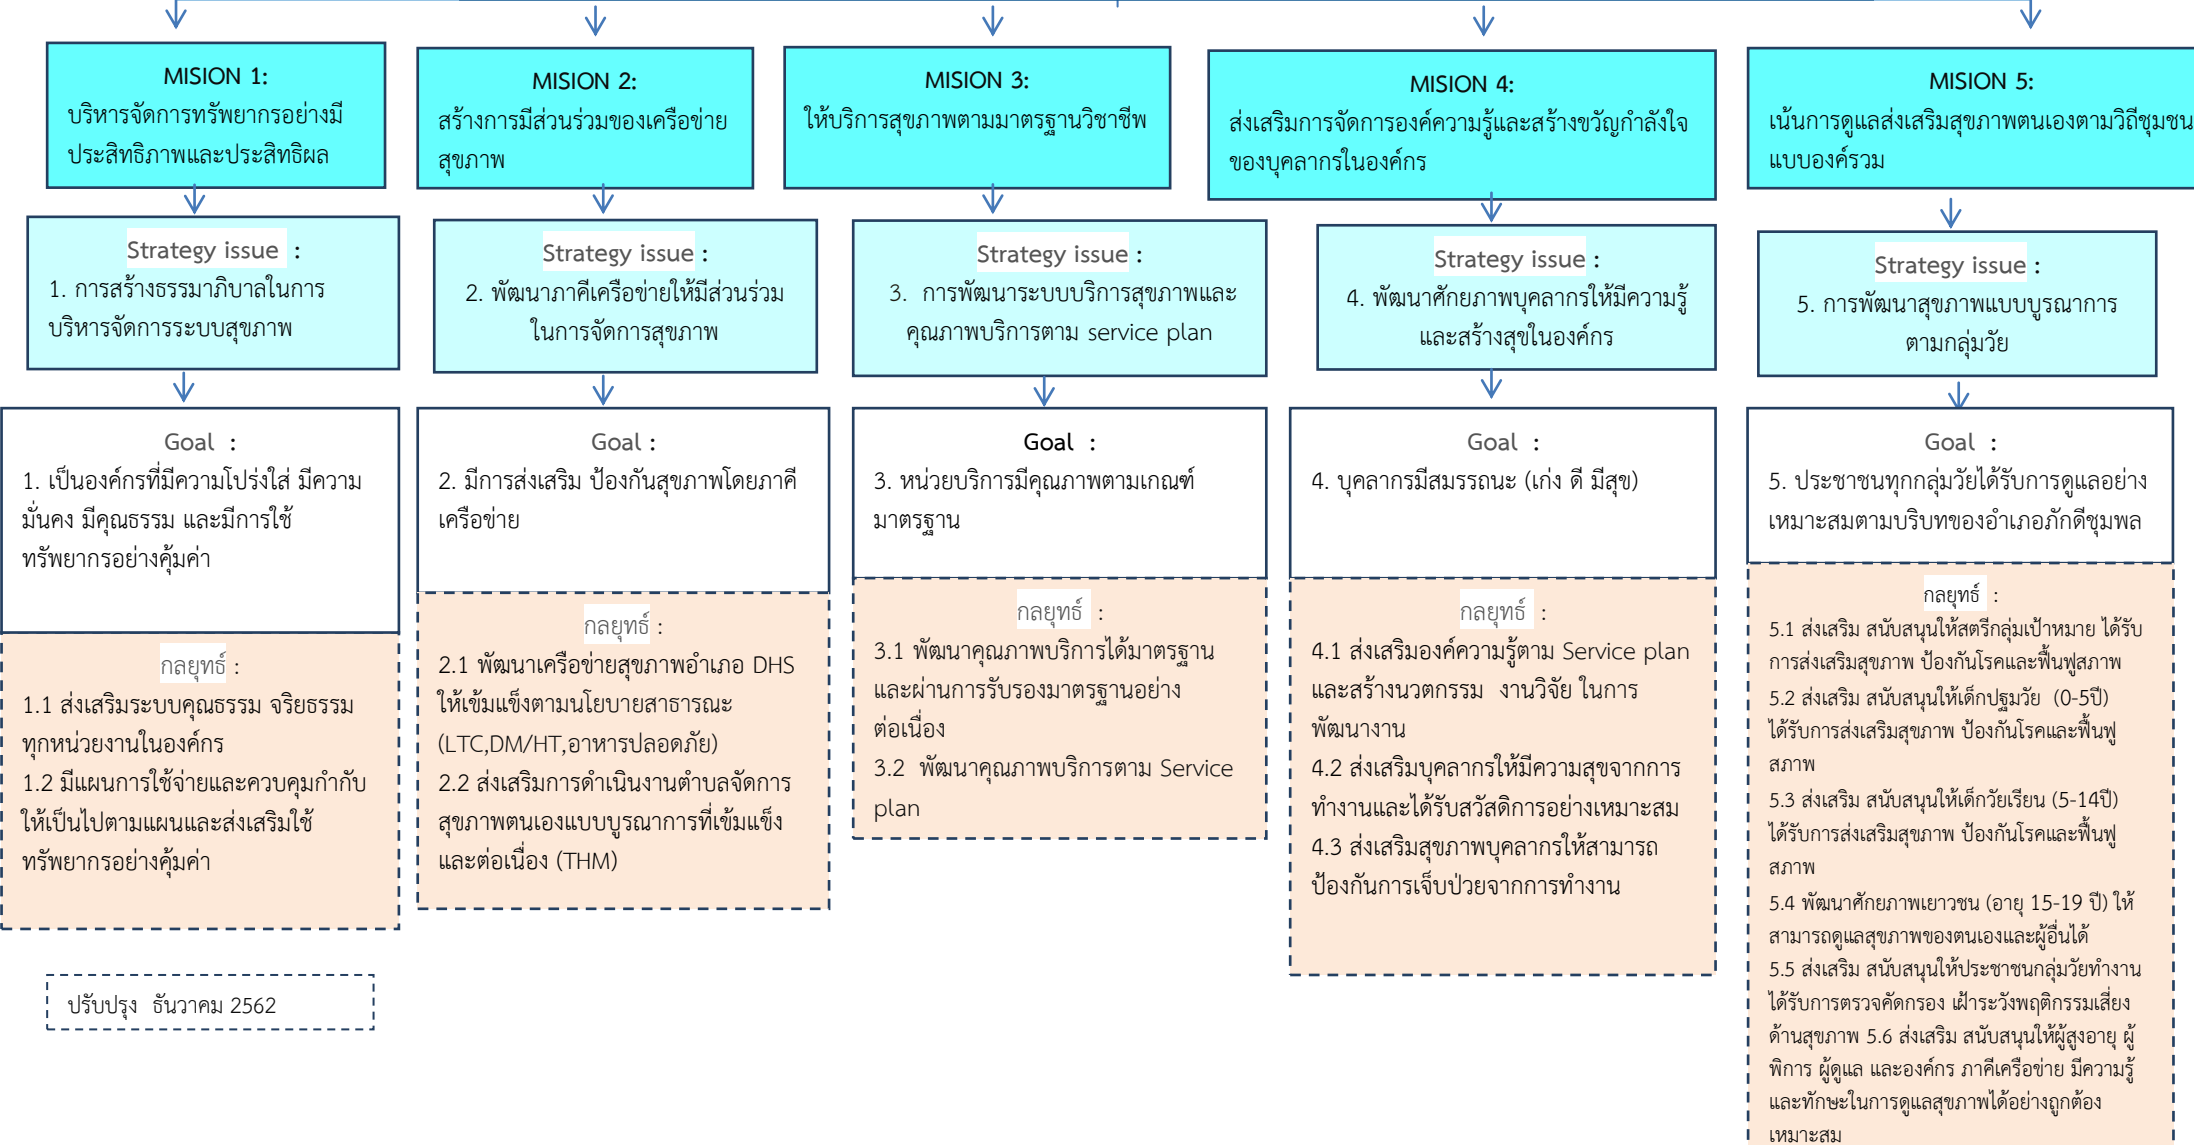 MISION 1:
บริหารจัดการทรัพยากรอย่างมี
ประสิทธิภาพและประสิทธิผล
MISION 2:
สร้างการมีส่วนร่วมของเครือข่าย
สุขภาพ
MISION 3:
ให้บริการสุขภาพตามมาตรฐานวิชาชีพ
MISION 4:
ส่งเสริมการจัดการองค์ความรู้และสร้างขวัญกำลังใจ
ของบุคลากรในองค์กร
MISION 5:
เน้นการดูแลส่งเสริมสุขภาพตนเองตามวิถีชุมชน
แบบองค์รวม
Strategy issue :
1. การสร้างธรรมาภิบาลในการ
บริหารจัดการระบบสุขภาพ
Strategy issue :
2. พัฒนาภาคีเครือข่ายให้มีส่วนร่วม
ในการจัดการสุขภาพ
Strategy issue :
3. การพัฒนาระบบบริการสุขภาพและ
คุณภาพบริการตาม service plan
Strategy issue :
4. พัฒนาศักยภาพบุคลากรให้มีความรู้
และสร้างสุขในองค์กร
Strategy issue :
5. การพัฒนาสุขภาพแบบบูรณาการ
ตามกลุ่มวัย
Goal :
1. เป็นองค์กรที่มีความโปร่งใส่ มีความ
มั่นคง มีคุณธรรม และมีการใช้
ทรัพยากรอย่างคุ้มค่า
Goal :
2. มีการส่งเสริม ป้องกันสุขภาพโดยภาคี
เครือข่าย
Goal :
3. หน่วยบริการมีคุณภาพตามเกณฑ์
มาตรฐาน
Goal :
4. บุคลากรมีสมรรถนะ (เก่ง ดี มีสุข)
Goal :
5. ประชาชนทุกกลุ่มวัยได้รับการดูแลอย่าง
เหมาะสมตามบริบทของอำเภอภักดีชุมพล
กลยุทธ์ :
1.1 ส่งเสริมระบบคุณธรรม จริยธรรม
ทุกหน่วยงานในองค์กร
1.2 มีแผนการใช้จ่ายและควบคุมกำกับ
ให้เป็นไปตามแผนและส่งเสริมใช้
ทรัพยากรอย่างคุ้มค่า
กลยุทธ์ :
2.1 พัฒนาเครือข่ายสุขภาพอำเภอ DHS
ให้เข้มแข็งตามนโยบายสาธารณะ
(LTC,DM/HT,อาหารปลอดภัย)
2.2 ส่งเสริมการดำเนินงานตำบลจัดการ
สุขภาพตนเองแบบบูรณาการที่เข้มแข็ง
และต่อเนื่อง (THM)
กลยุทธ์ :
3.1 พัฒนาคุณภาพบริการได้มาตรฐาน
และผ่านการรับรองมาตรฐานอย่าง
ต่อเนื่อง
3.2 พัฒนาคุณภาพบริการตาม Service
plan
กลยุทธ์ :
4.1 ส่งเสริมองค์ความรู้ตาม Service plan
และสร้างนวตกรรม งานวิจัย ในการ
พัฒนางาน
4.2 ส่งเสริมบุคลากรให้มีความสุขจากการ
ทำงานและได้รับสวัสดิการอย่างเหมาะสม
4.3 ส่งเสริมสุขภาพบุคลากรให้สามารถ
ป้องกันการเจ็บป่วยจากการทำงาน
กลยุทธ์ :
5.1 ส่งเสริม สนับสนุนให้สตรีกลุ่มเป้าหมาย ได้รับ
การส่งเสริมสุขภาพ ป้องกันโรคและฟื้นฟูสภาพ
5.2 ส่งเสริม สนับสนุนให้เด็กปฐมวัย (0-5ปี)
ได้รับการส่งเสริมสุขภาพ ป้องกันโรคและฟื้นฟู
สภาพ
5.3 ส่งเสริม สนับสนุนให้เด็กวัยเรียน (5-14ปี)
ได้รับการส่งเสริมสุขภาพ ป้องกันโรคและฟื้นฟู
สภาพ
5.4 พัฒนาศักยภาพเยาวชน (อายุ 15-19 ปี) ให้
สามารถดูแลสุขภาพของตนเองและผู้อื่นได้
5.5 ส่งเสริม สนับสนุนให้ประชาชนกลุ่มวัยทำงาน
ได้รับการตรวจคัดกรอง เฝ้าระวังพฤติกรรมเสี่ยง
ด้านสุขภาพ 5.6 ส่งเสริม สนับสนุนให้ผู้สูงอายุ ผู้
พิการ ผู้ดูแล และองค์กร ภาคีเครือข่าย มีความรู้
และทักษะในการดูแลสุขภาพได้อย่างถูกต้อง
เหมาะสม
ปรับปรุง ธันวาคม 2562